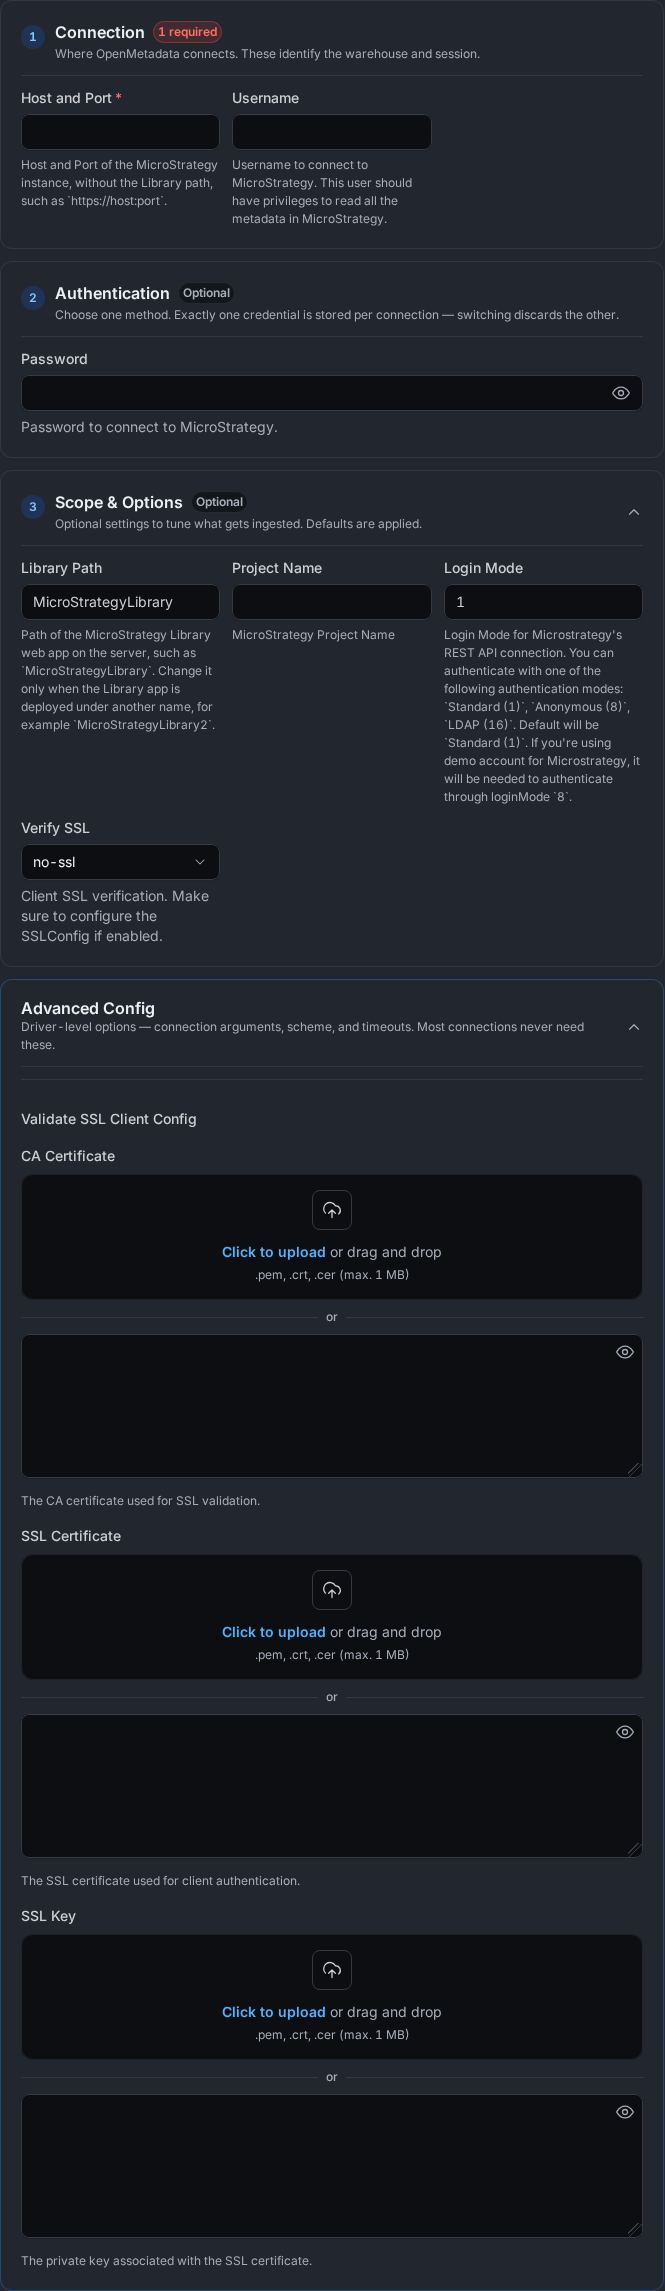 1
Connection
1 required
Where OpenMetadata connects. These identify the warehouse and session.
Host and Port *
Host and Port of the MicroStrategy
instance, without the Library path,
such as `https://host:port`.
Username
Username to connect to
MicroStrategy. This user should
have privileges to read all the
metadata in MicroStrategy.
2
Authentication
Optional
Choose one method. Exactly one credential is stored per connection — switching discards the other.
Password
Password to connect to MicroStrategy.
3
Scope & Options
Optional
Optional settings to tune what gets ingested. Defaults are applied.
Library Path
MicroStrategyLibrary
Path of the MicroStrategy Library
web app on the server, such as
`MicroStrategyLibrary`. Change it
only when the Library app is
deployed under another name, for
example `MicroStrategyLibrary2`.
Project Name
MicroStrategy Project Name
Login Mode
1
Login Mode for Microstrategy's
REST API connection. You can
authenticate with one of the
following authentication modes:
`Standard (1)`, `Anonymous (8)`,
`LDAP (16)`. Default will be
`Standard (1)`. If you're using
demo account for Microstrategy, it
will be needed to authenticate
through loginMode `8`.
Verify SSL
no-ssl
Client SSL verification. Make
sure to configure the
SSLConfig if enabled.
Advanced Config
Driver-level options — connection arguments, scheme, and timeouts. Most connections never need
these.
Validate SSL Client Config
CA Certificate
Click to upload or drag and drop
.pem, .crt, .cer (max. 1 MB)
or
The CA certificate used for SSL validation.
SSL Certificate
Click to upload or drag and drop
.pem, .crt, .cer (max. 1 MB)
or
The SSL certificate used for client authentication.
SSL Key
Click to upload or drag and drop
.pem, .crt, .cer (max. 1 MB)
or
The private key associated with the SSL certificate.